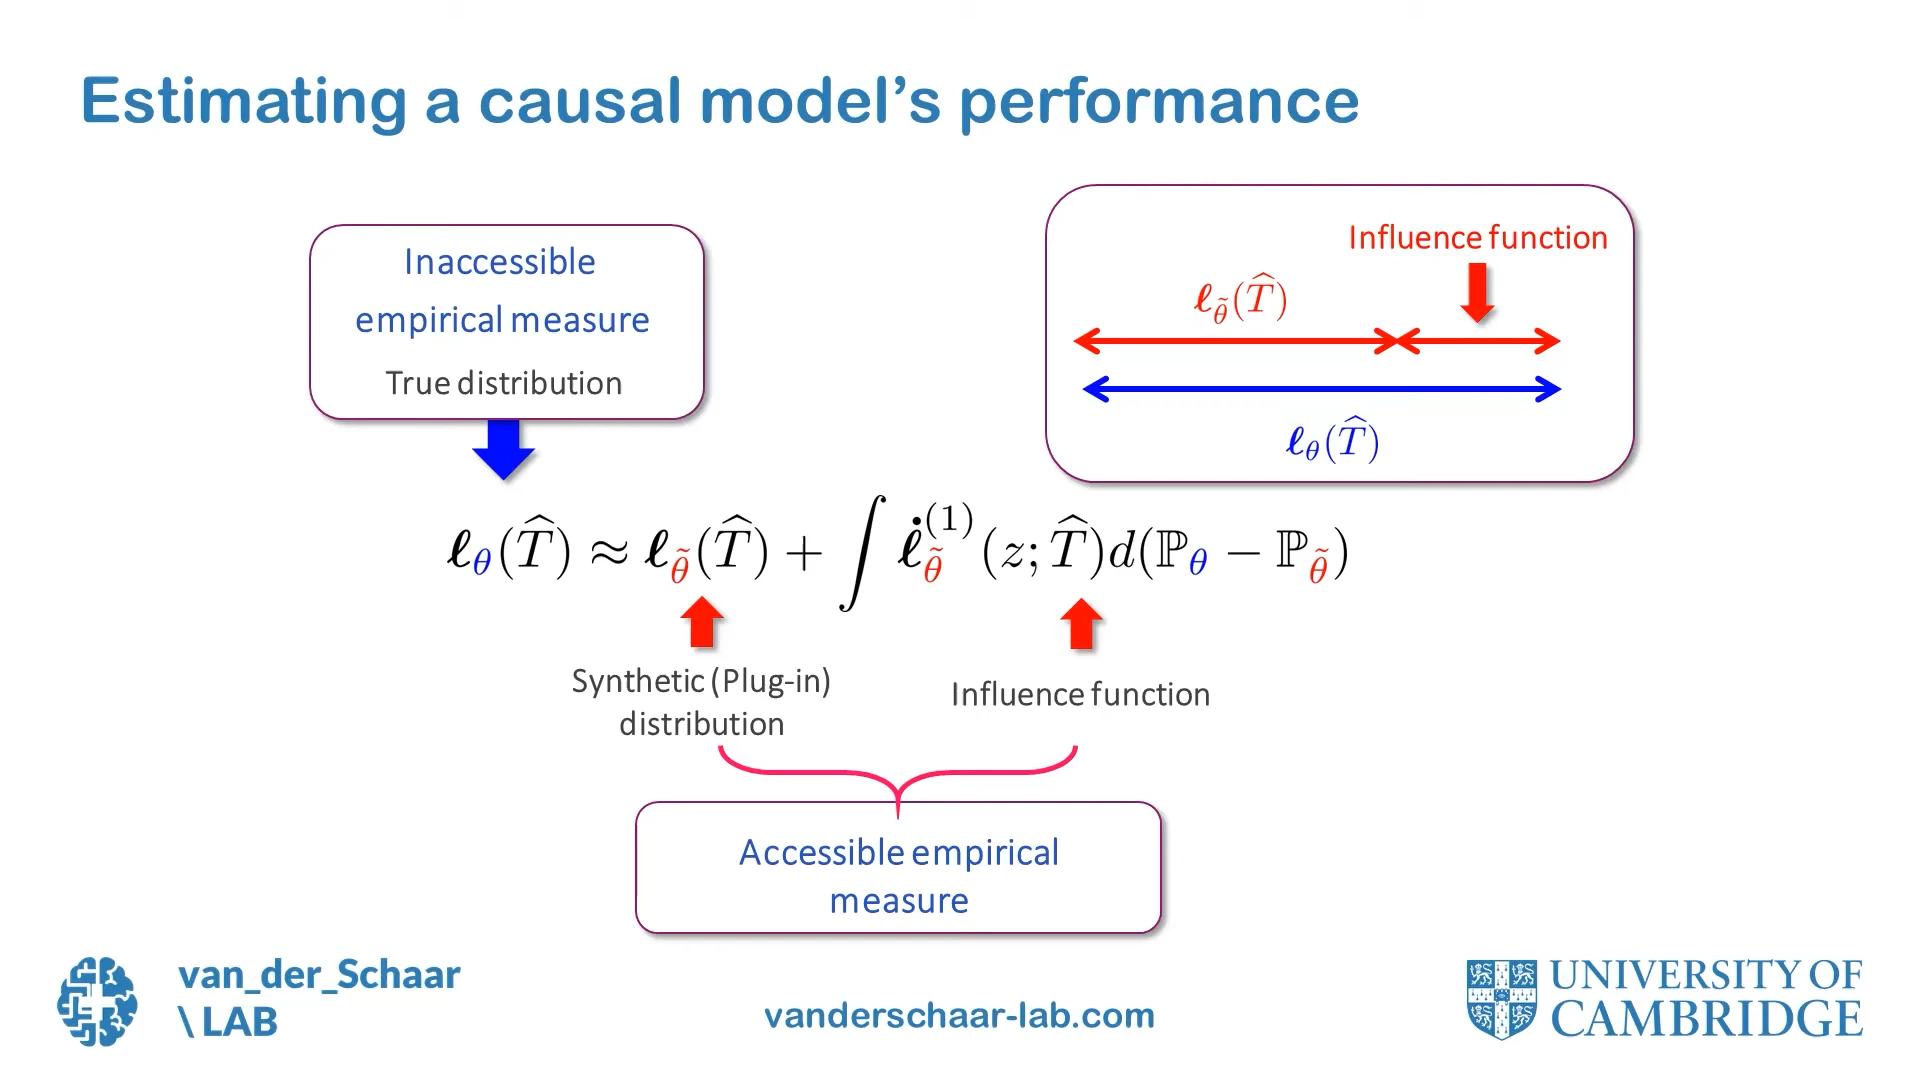 Estimating a causal model’s performance
Inaccessible
empirical measure
True distribution
Influence function
ℓ_θ̃(T̂)
ℓ_θ(T̂)
ℓ_θ(T̂) ≈ ℓ_θ̃(T̂) + ∫ ℓ̇_θ̃^(1)(z; T̂)d(ℙ_θ − ℙ_θ̃)
Synthetic (Plug-in)
distribution
Influence function
Accessible empirical
measure
van_der_Schaar
\ LAB
vanderschaar-lab.com
UNIVERSITY OF
CAMBRIDGE